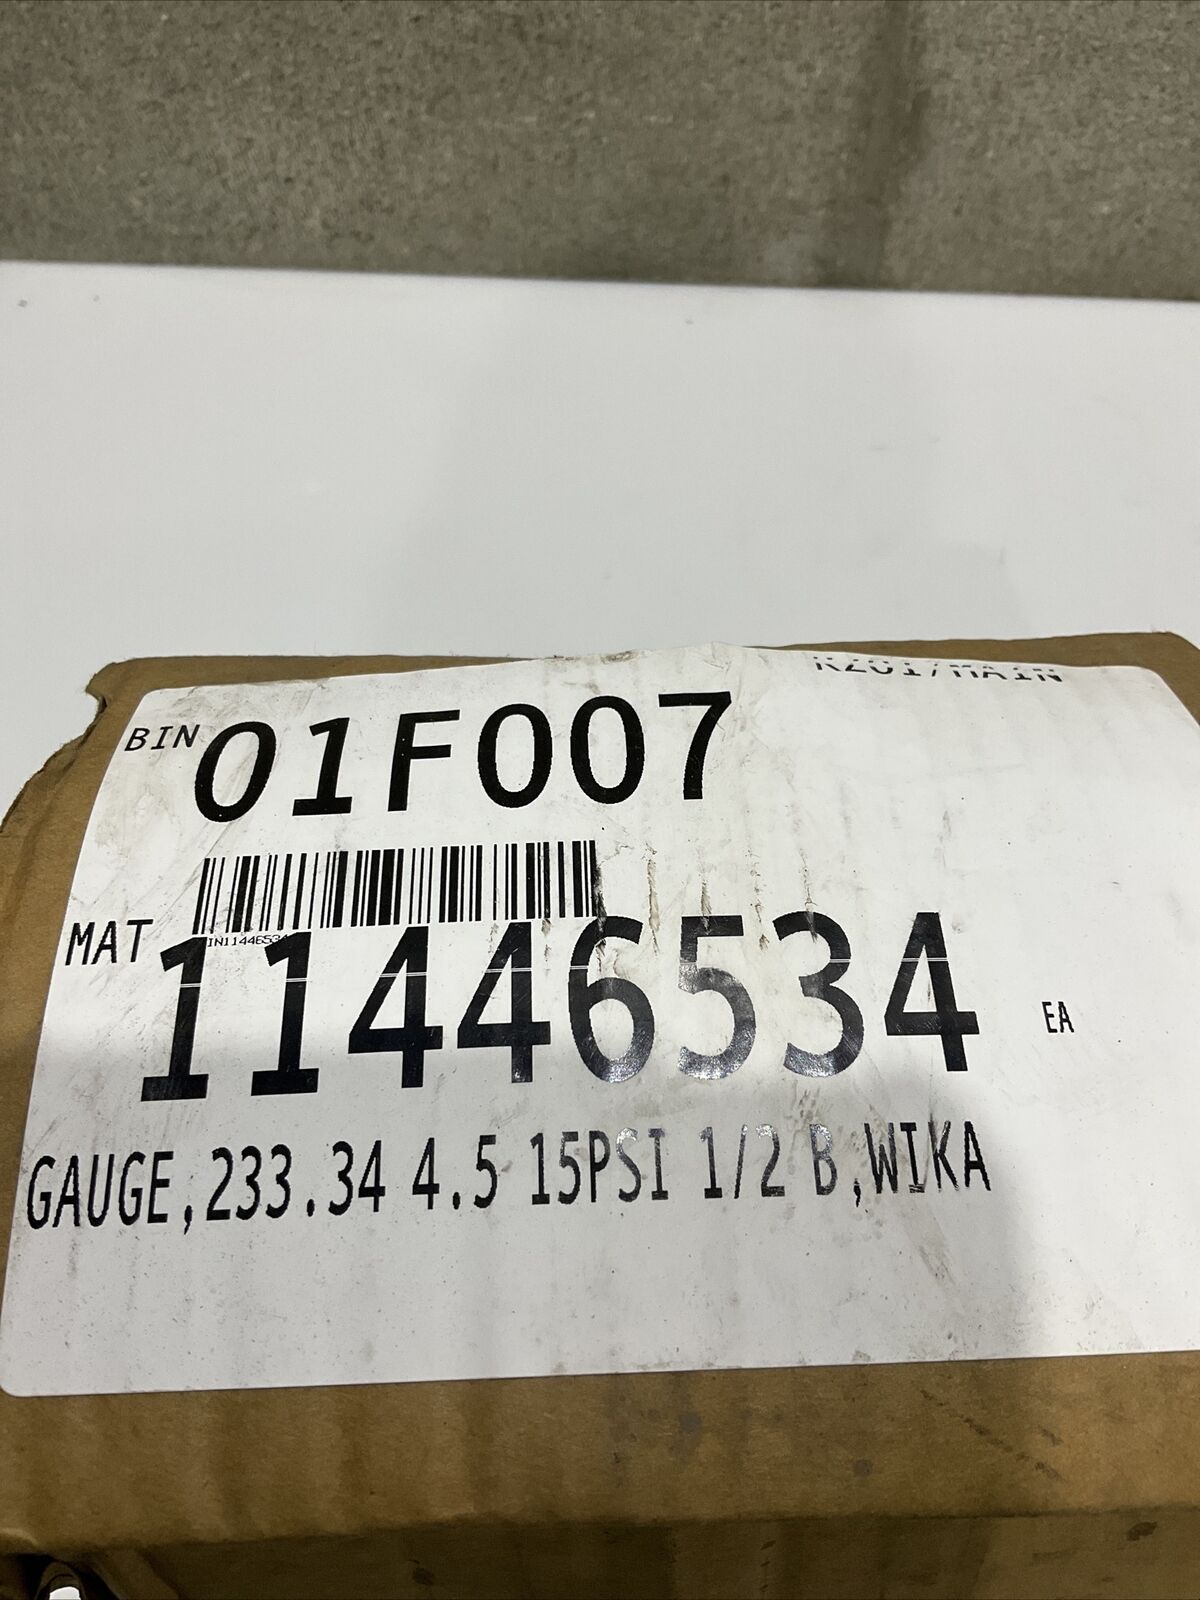 BIN 01F007
MAT 11446534 EA
GAUGE,233.34 4.5 15PSI 1/2 B,WIKA